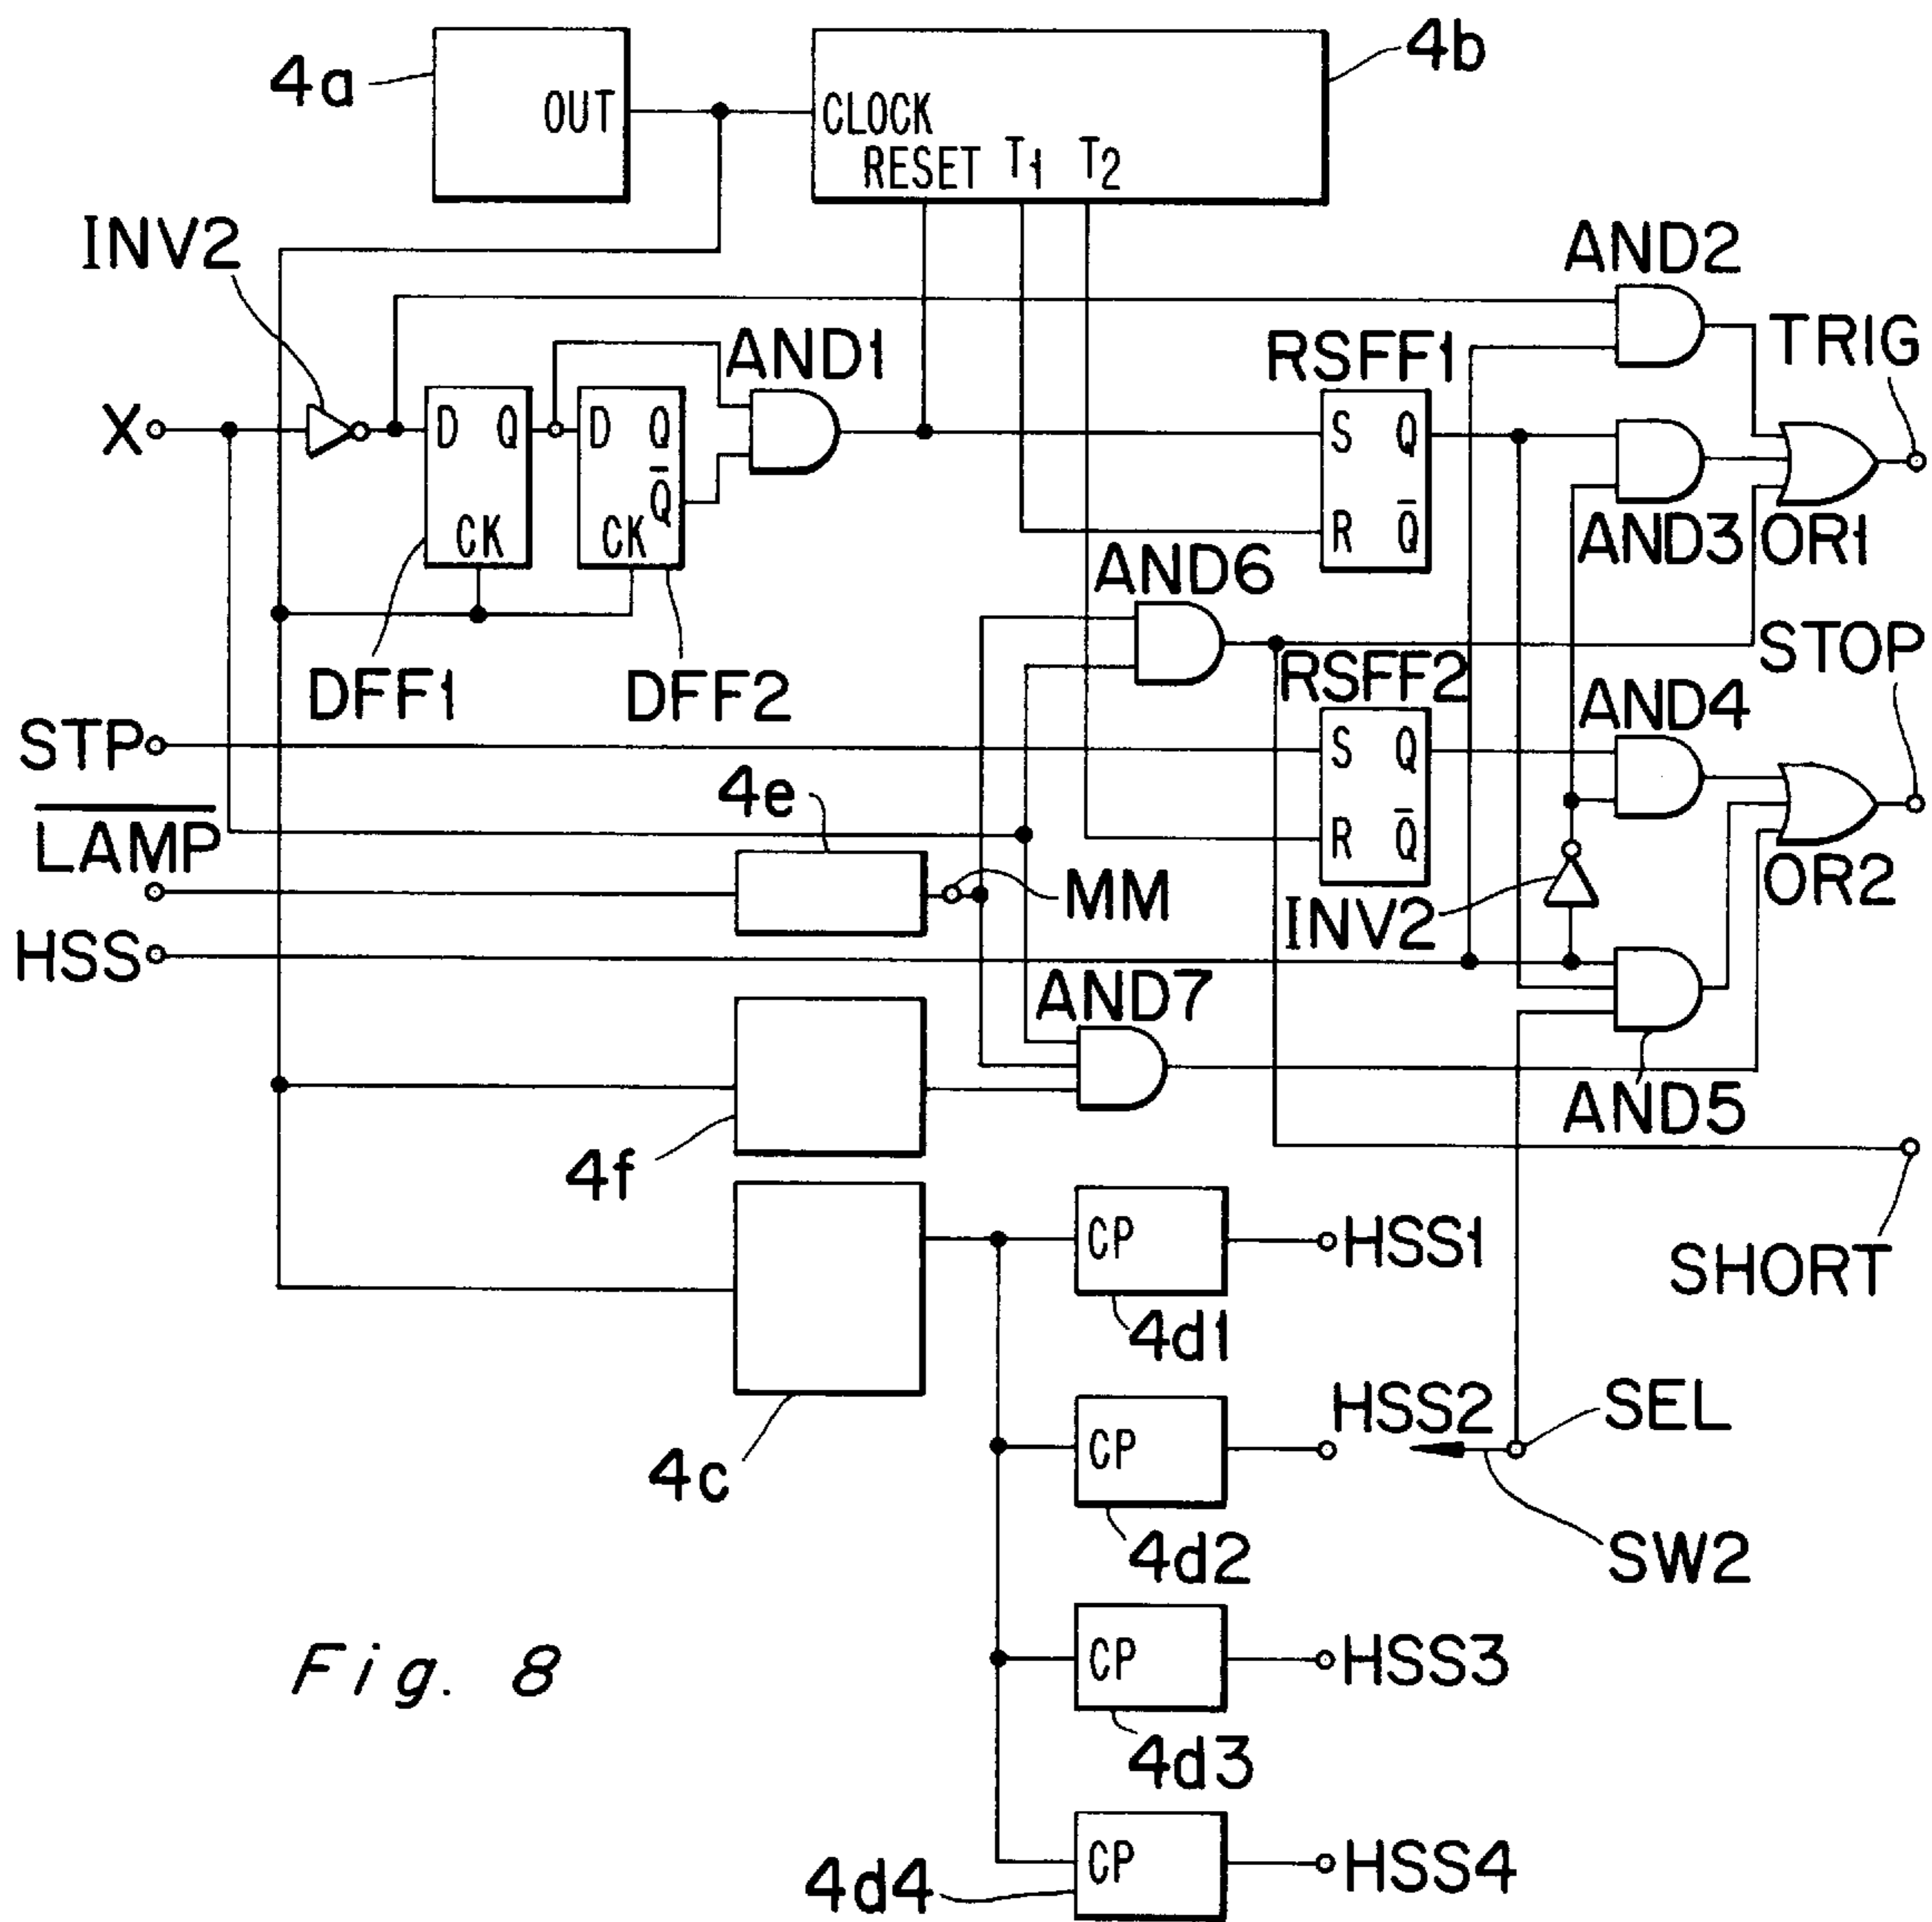 4a
OUT
4b
CLOCK
RESET T1 T2
INV2
AND2
AND1
RSFF1
TRIG
X
D Q
CK
D Q
Q̅
CK
S Q
R Q̅
AND3
OR1
AND6
DFF1
DFF2
STP
RSFF2
STOP
AND4
S Q
R Q̅
4e
L̅A̅M̅P̅
MM
INV2
OR2
HSS
AND7
AND5
4f
SHORT
CP
HSS1
4d1
4c
CP
HSS2
SEL
4d2
SW2
CP
HSS3
4d3
CP
HSS4
4d4
Fig. 8